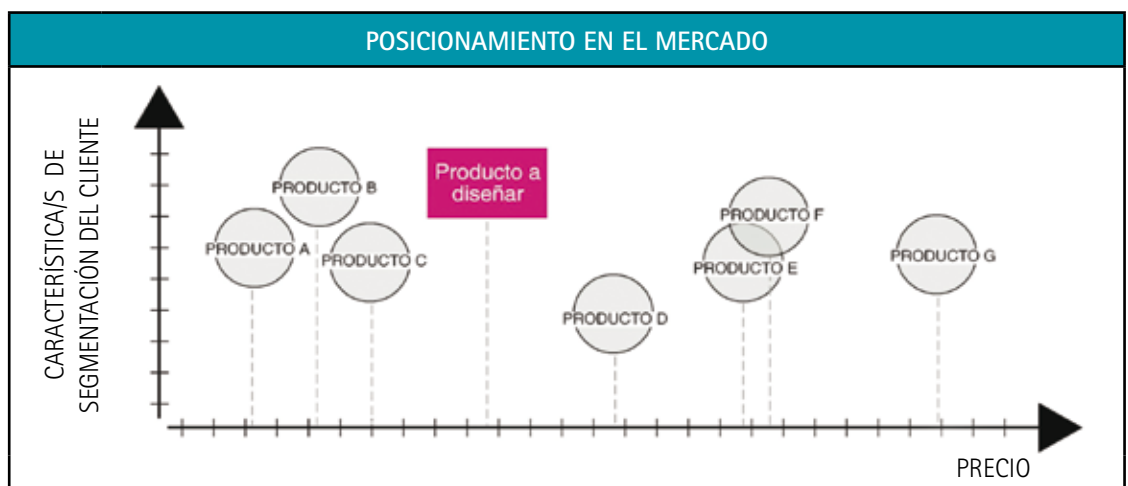 POSICIONAMIENTO EN EL MERCADO
CARACTERÍSTICA/S DE
SEGMENTACIÓN DEL CLIENTE
PRODUCTO A
PRODUCTO B
PRODUCTO C
Producto a
diseñar
PRODUCTO D
PRODUCTO E
PRODUCTO F
PRODUCTO G
PRECIO